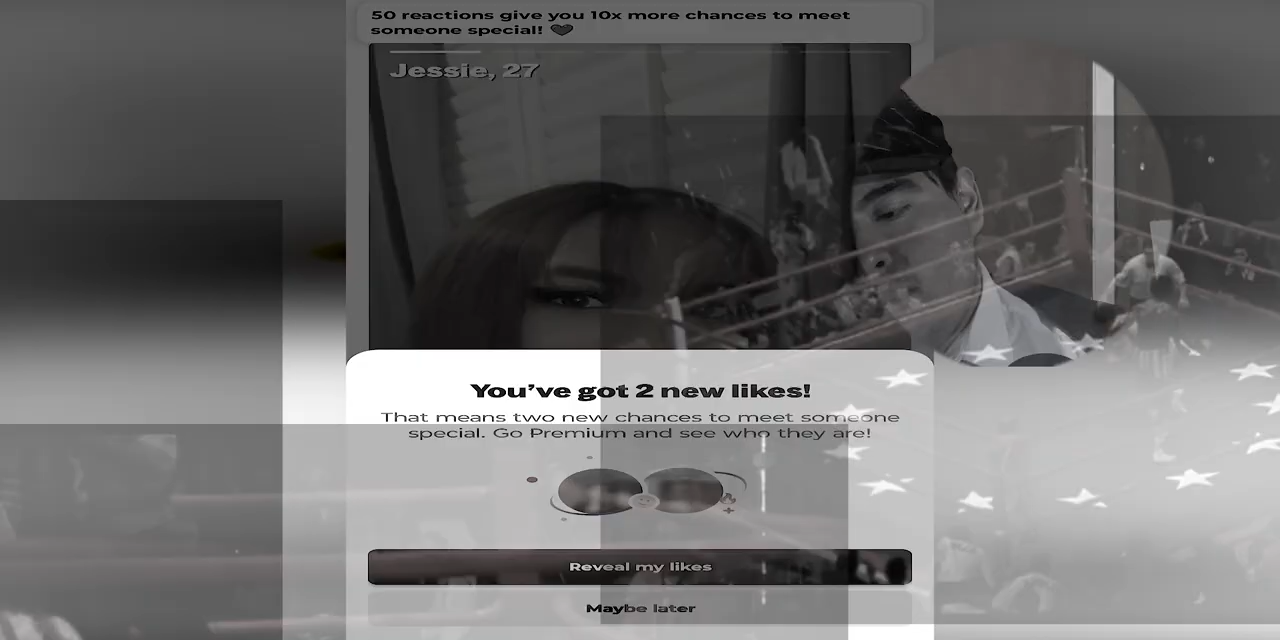 50 reactions give you 10x more chances to meet
someone special! 🖤
Jessie, 27
You’ve got 2 new likes!
That means two new chances to meet someone
special. Go Premium and see who they are!
Reveal my likes
Maybe later